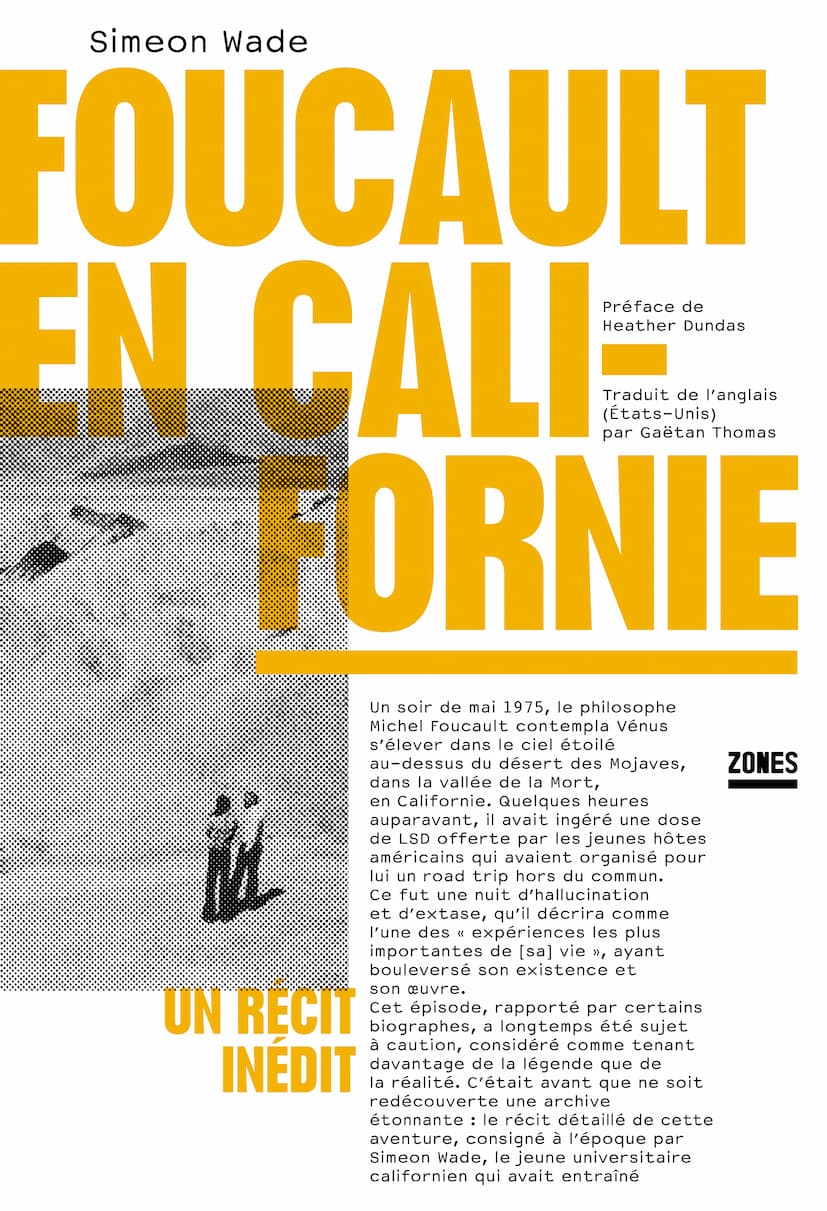 Simeon Wade
FOUCAULT
EN CALI-
FORNIE
Préface de
Heather Dundas
Traduit de l'anglais
(États-Unis)
par Gaëtan Thomas
Un soir de mai 1975, le philosophe
Michel Foucault contempla Vénus
s'élever dans le ciel étoilé
au-dessus du désert des Mojaves,
dans la vallée de la Mort,
en Californie. Quelques heures
auparavant, il avait ingéré une dose
de LSD offerte par les jeunes hôtes
américains qui avaient organisé pour
lui un road trip hors du commun.
Ce fut une nuit d'hallucination
et d'extase, qu'il décrira comme
l'une des « expériences les plus
importantes de [sa] vie », ayant
bouleversé son existence et
son œuvre.
Cet épisode, rapporté par certains
biographes, a longtemps été sujet
à caution, considéré comme tenant
davantage de la légende que de
la réalité. C'était avant que ne soit
redécouverte une archive
étonnante : le récit détaillé de cette
aventure, consigné à l'époque par
Simeon Wade, le jeune universitaire
californien qui avait entraîné
ZONES
UN RÉCIT
INÉDIT